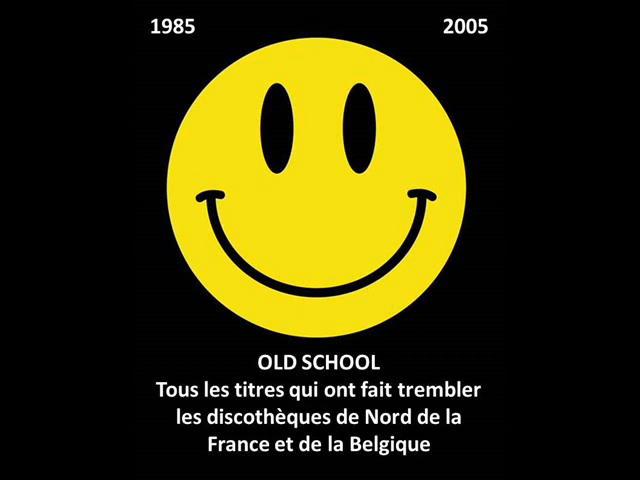 1985 2005
OLD SCHOOL
Tous les titres qui ont fait trembler
les discothèques de Nord de la
France et de la Belgique